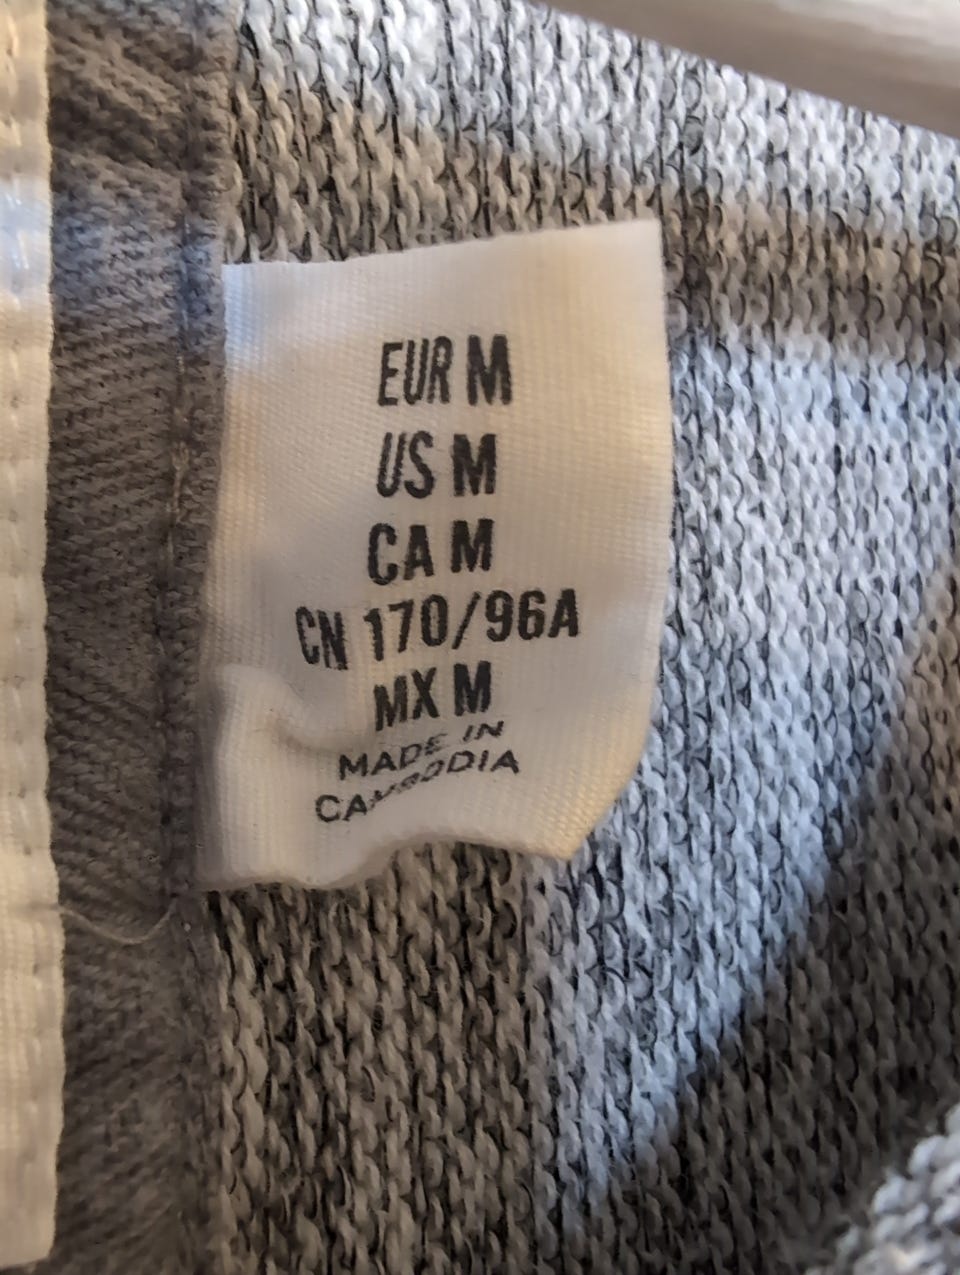 EUR M
US M
CA M
CN 170/96A
MX M
MADE IN
CAMBODIA